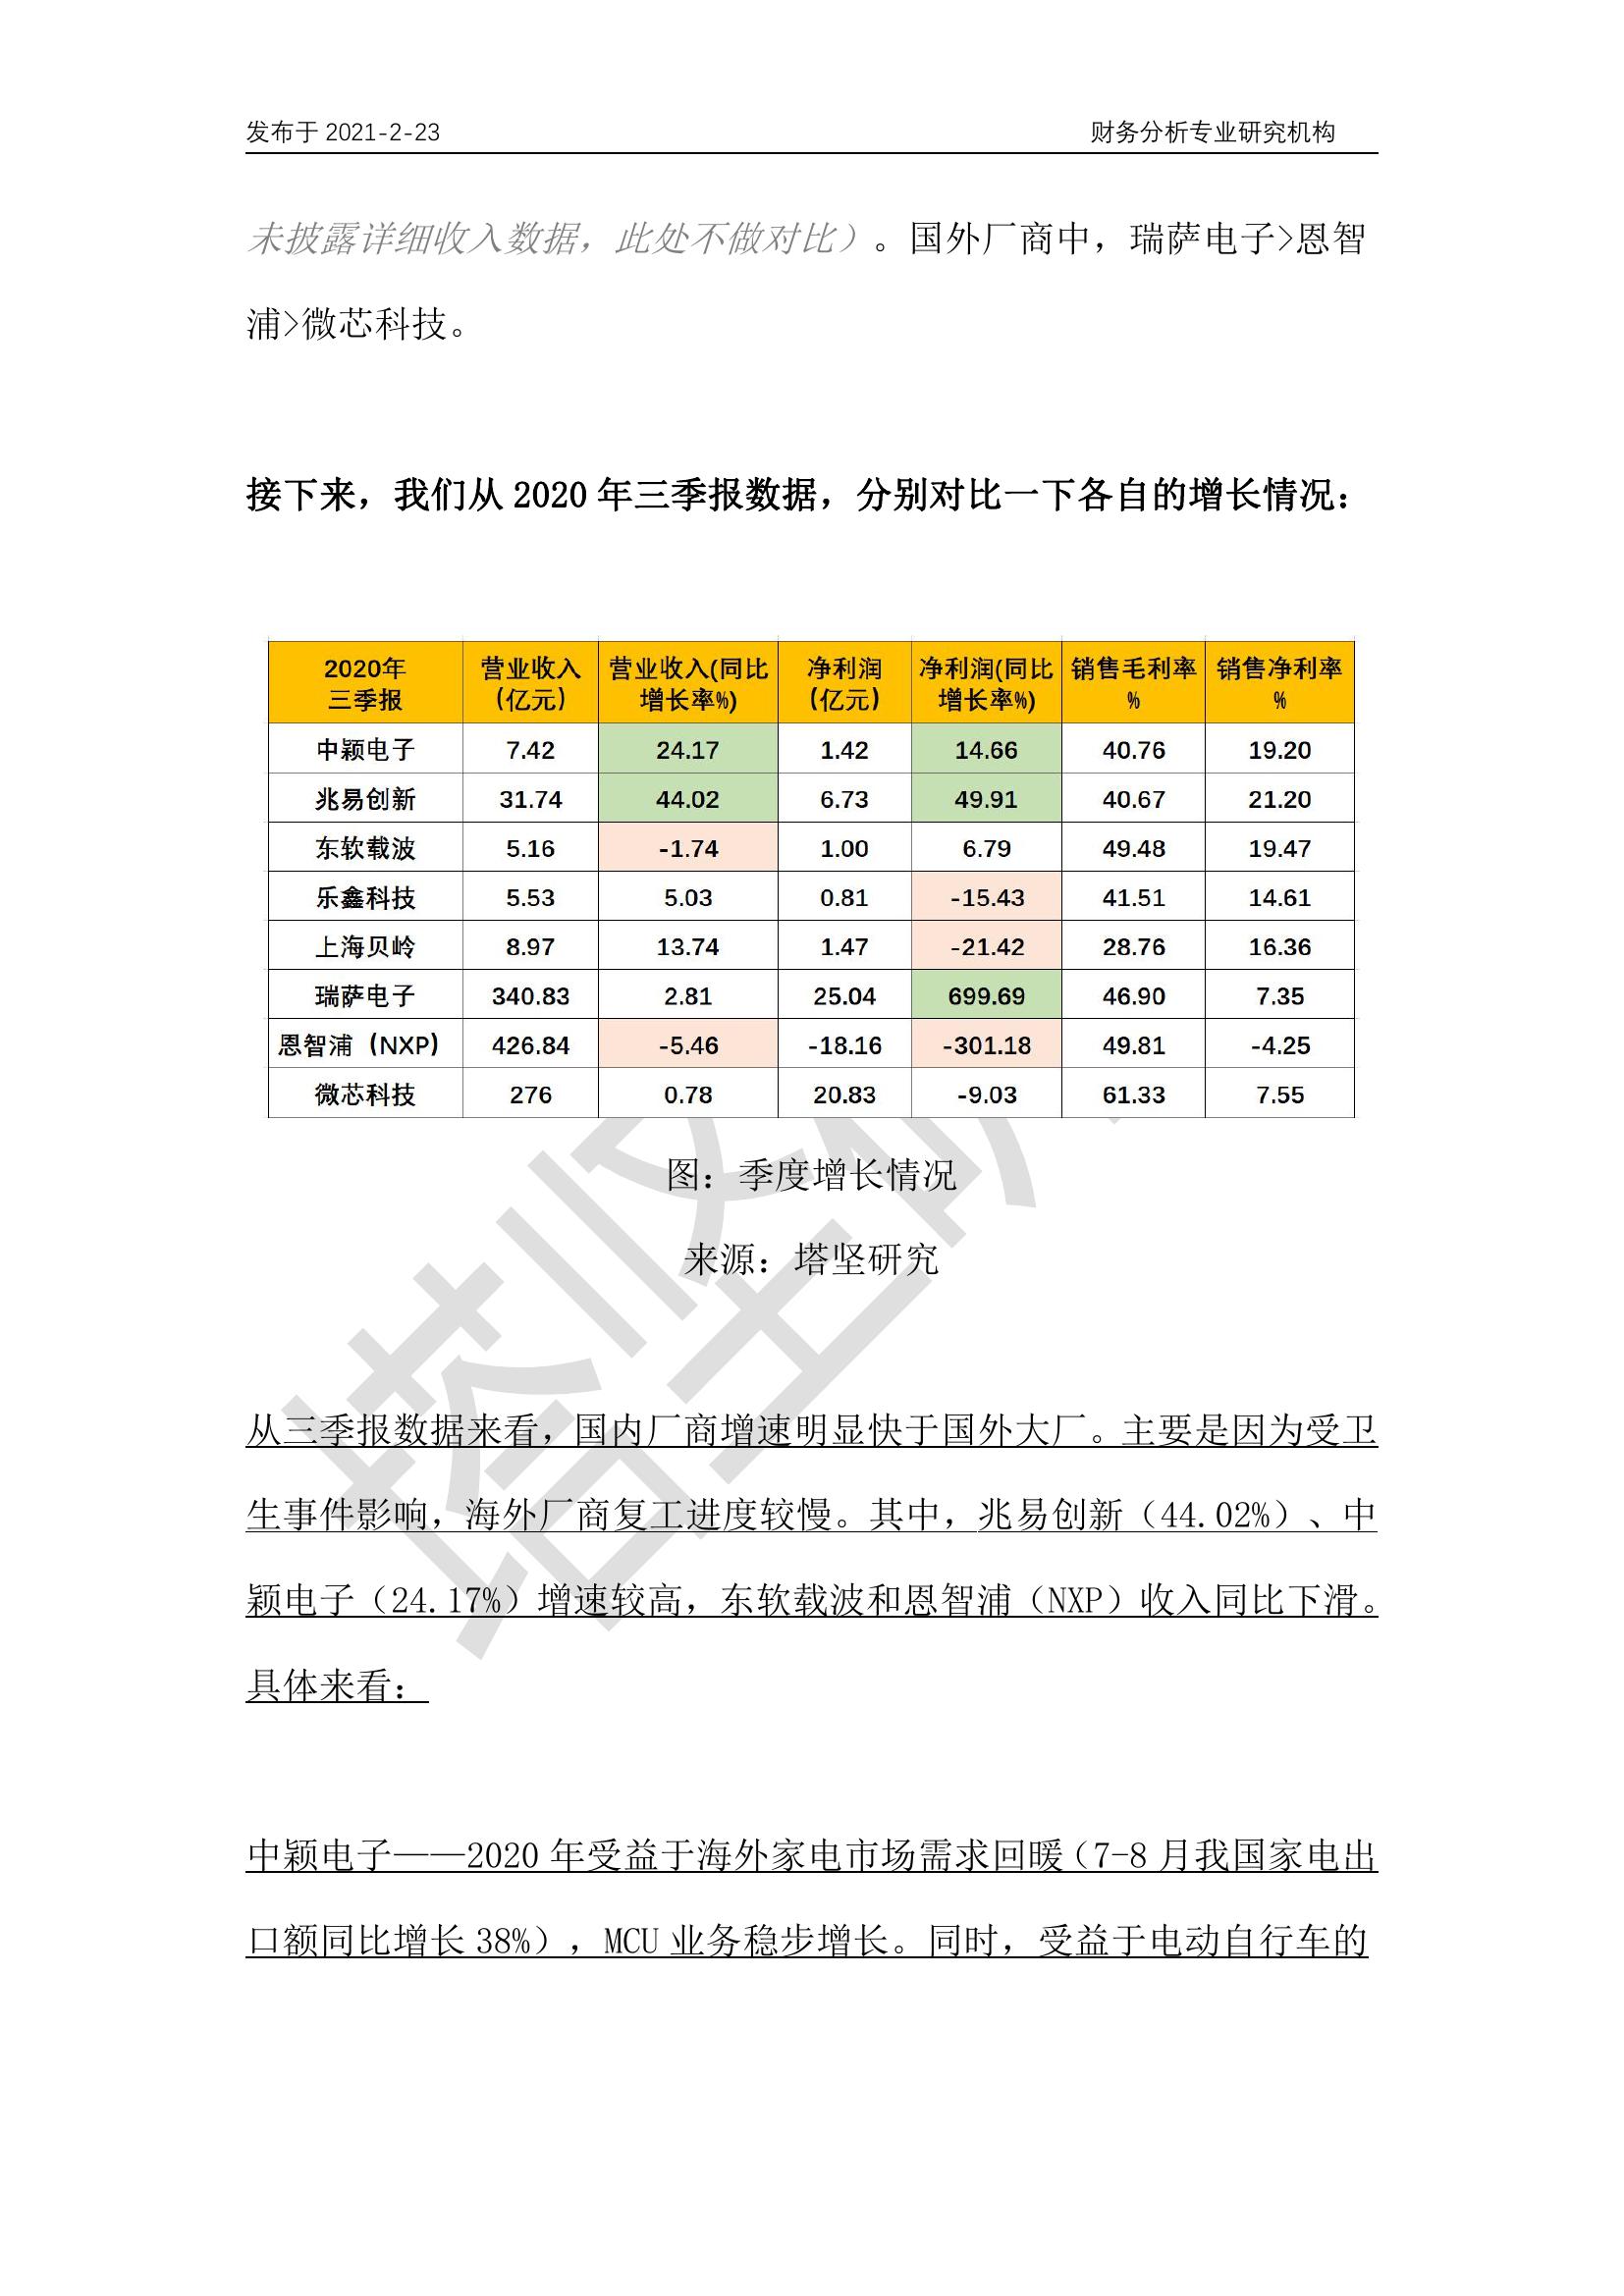 发布于 2021-2-23 财务分析专业研究机构
未披露详细收入数据，此处不做对比）。国外厂商中，瑞萨电子>恩智
浦>微芯科技。
接下来，我们从 2020 年三季报数据，分别对比一下各自的增长情况：
2020年 营业收入 营业收入(同比 净利润 净利润(同比 销售毛利率 销售净利率
三季报 （亿元） 增长率%) （亿元） 增长率%) % %
中颖电子 7.42 24.17 1.42 14.66 40.76 19.20
兆易创新 31.74 44.02 6.73 49.91 40.67 21.20
东软载波 5.16 -1.74 1.00 6.79 49.48 19.47
乐鑫科技 5.53 5.03 0.81 -15.43 41.51 14.61
上海贝岭 8.97 13.74 1.47 -21.42 28.76 16.36
瑞萨电子 340.83 2.81 25.04 699.69 46.90 7.35
恩智浦（NXP） 426.84 -5.46 -18.16 -301.18 49.81 -4.25
微芯科技 276 0.78 20.83 -9.03 61.33 7.55
图：季度增长情况
来源：塔坚研究
从三季报数据来看，国内厂商增速明显快于国外大厂。主要是因为受卫
生事件影响，海外厂商复工进度较慢。其中，兆易创新（44.02%）、中
颖电子（24.17%）增速较高，东软载波和恩智浦（NXP）收入同比下滑。
具体来看：
中颖电子——2020 年受益于海外家电市场需求回暖（7-8 月我国家电出
口额同比增长 38%），MCU 业务稳步增长。同时，受益于电动自行车的
塔坚